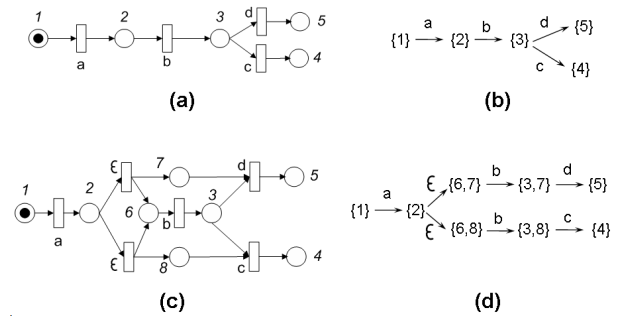 1 2 3 d 5
a b c 4
(a)
{1} a {2} b {3} d {5}
c {4}
(b)
1 2 ε 7 d 5
a 6 b 3
ε 8 c 4
(c)
{1} a {2} ε {6,7} b {3,7} d {5}
ε {6,8} b {3,8} c {4}
(d)